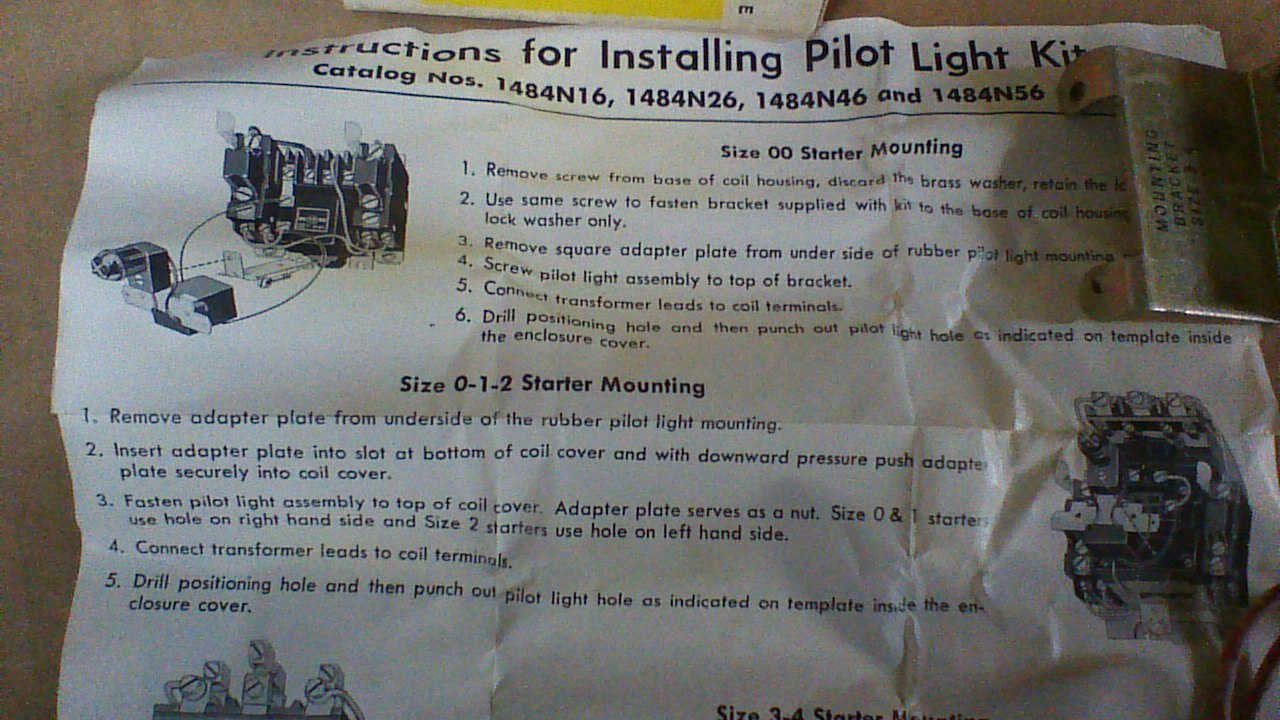 Instructions for Installing Pilot Light
Catalog Nos. 1484N16, 1484N26, 1484N46 and 1484N56
Size 00 Starter Mounting
1. Remove screw from base of coil housing, discard the brass washer, retain the
2. Use same screw to fasten bracket supplied with kit to the base of coil housing
lock washer only.
3. Remove square adapter plate from under side of rubber pilot light mounting
4. Screw pilot light assembly to top of bracket.
5. Connect transformer leads to coil terminals.
6. Drill positioning hole and then punch out pilot light hole as indicated on template inside
the enclosure cover.
MOUNTING
BRACKET
SIZE
Size 0-1-2 Starter Mounting
1. Remove adapter plate from underside of the rubber pilot light mounting.
2. Insert adapter plate into slot at bottom of coil cover and with downward pressure push adapte
plate securely into coil cover.
3. Fasten pilot light assembly to top of coil cover. Adapter plate serves as a nut. Size 0 & 1 starters
use hole on right hand side and Size 2 starters use hole on left hand side.
4. Connect transformer leads to coil terminals.
5. Drill positioning hole and then punch out pilot light hole as indicated on template inside the en-
closure cover.
Size 3-4 Starter Mounting